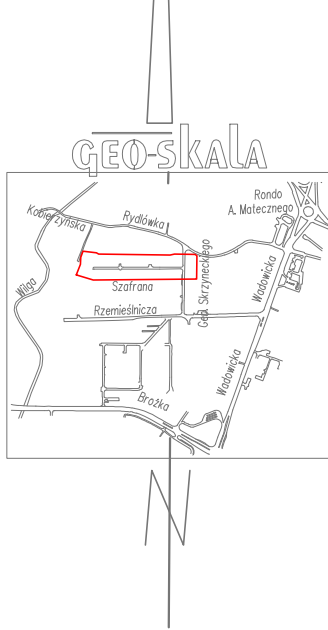 GEO-SKALA
Rondo
A. Matecznego
Kobierzyńska
Rydlówka
Gen. Skrzyneckiego
Wilga
Szafrana
Wadowicka
Rzemieślnicza
Wadowicka
Brożka
N